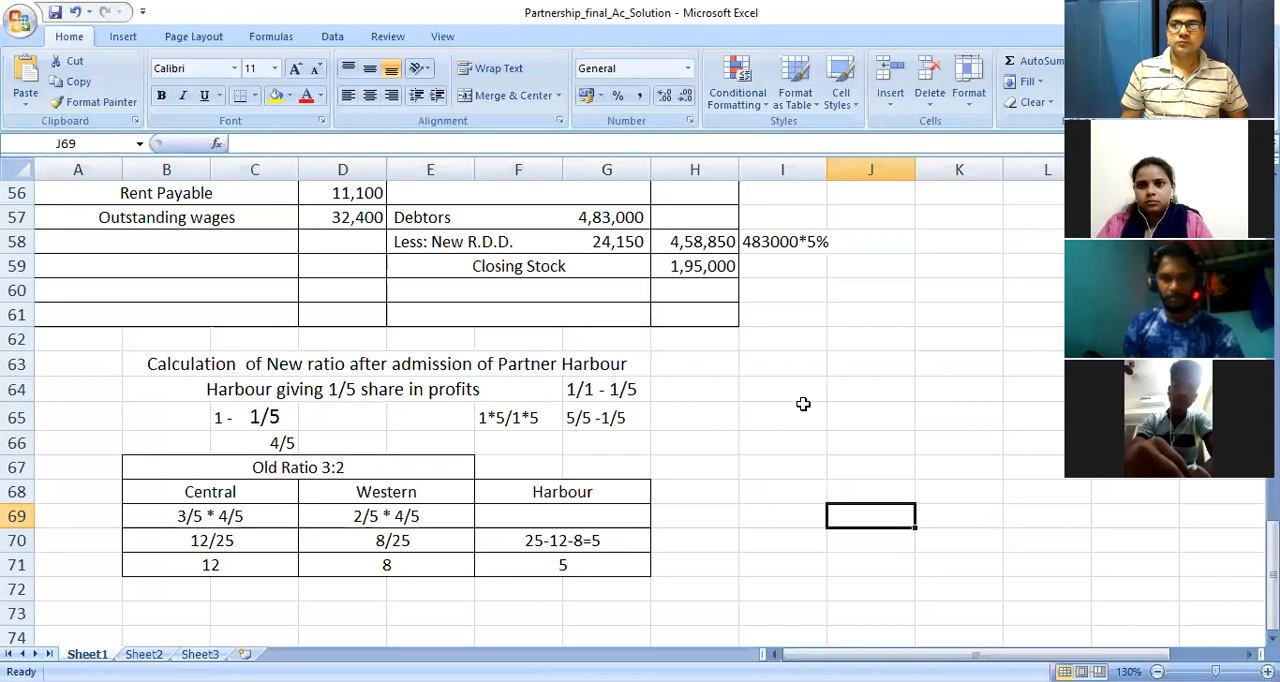 Partnership_final_Ac_Solution - Microsoft Excel
Home Insert Page Layout Formulas Data Review View
Cut
Copy
Format Painter
Paste
Clipboard
Calibri 11
B I U
Font
Wrap Text
Merge & Center
Alignment
General
% ,
Number
Conditional Formatting
Format as Table
Cell Styles
Styles
Insert Delete Format
Cells
Σ AutoSum
Fill
Clear
J69 fx
A B C D E F G H I J K L
56 Rent Payable 11,100
57 Outstanding wages 32,400 Debtors 4,83,000
58 Less: New R.D.D. 24,150 4,58,850 483000*5%
59 Closing Stock 1,95,000
60
61
62
63 Calculation of New ratio after admission of Partner Harbour
64 Harbour giving 1/5 share in profits 1/1 - 1/5
65 1 - 1/5 1*5/1*5 5/5 -1/5
66 4/5
67 Old Ratio 3:2
68 Central Western Harbour
69 3/5 * 4/5 2/5 * 4/5
70 12/25 8/25 25-12-8=5
71 12 8 5
72
73
74
Sheet1 Sheet2 Sheet3
Ready 130%